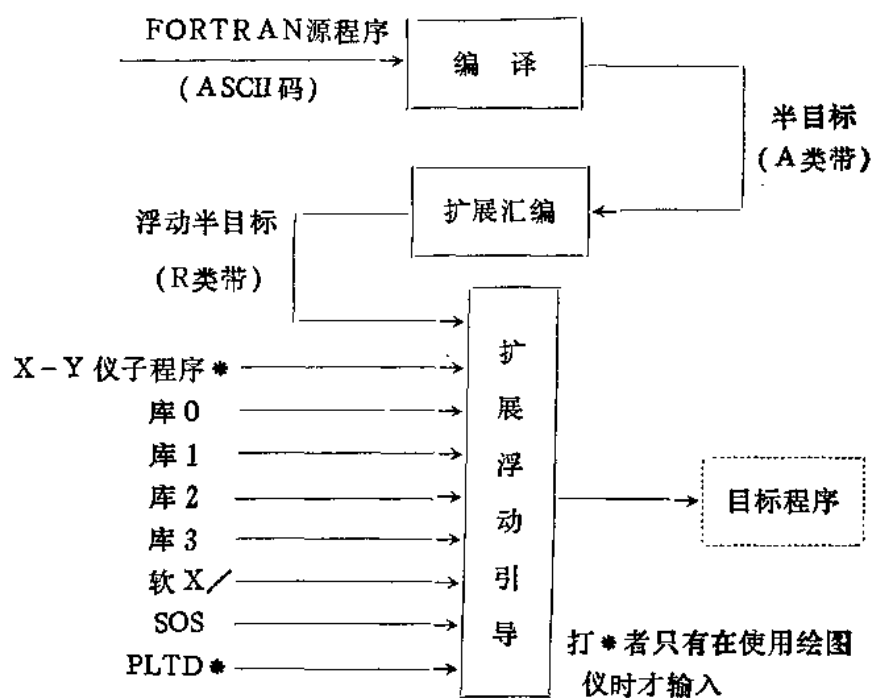 FORTRAN源程序
(ASCII码)
编译
半目标
(A类带)
扩展汇编
浮动半目标
(R类带)
扩展浮动引导
X-Y仪子程序*
库0
库1
库2
库3
软X/
SOS
PLTD*
目标程序
打*者只有在使用绘图
仪时才输入